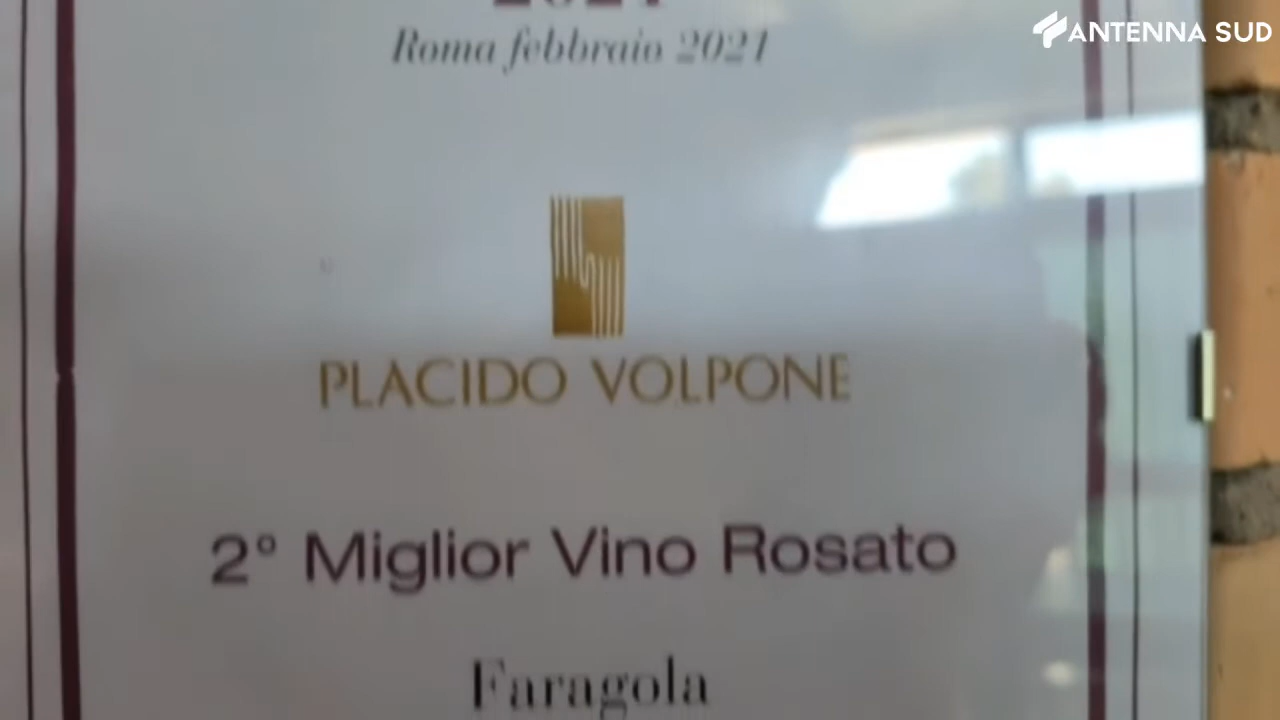 ANTENNA SUD
Roma febbraio 2021
PLACIDO VOLPONE
2° Miglior Vino Rosato
Faragola